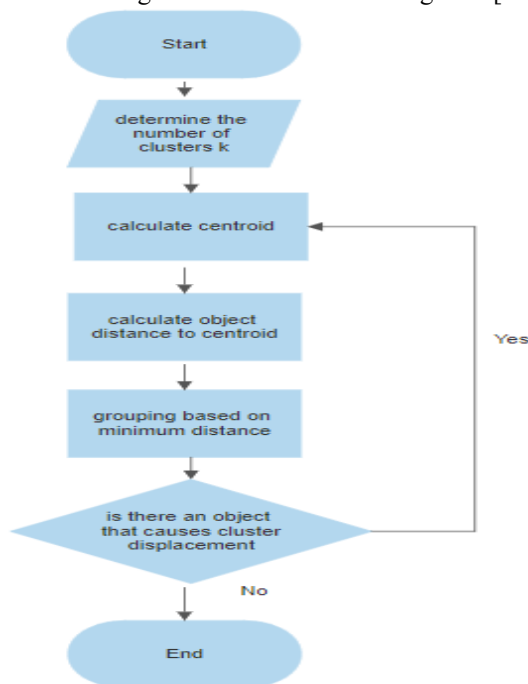 Start
determine the
number of
clusters k
calculate centroid
calculate object
distance to centroid
Yes
grouping based on
minimum distance
is there an object
that causes cluster
displacement
No
End